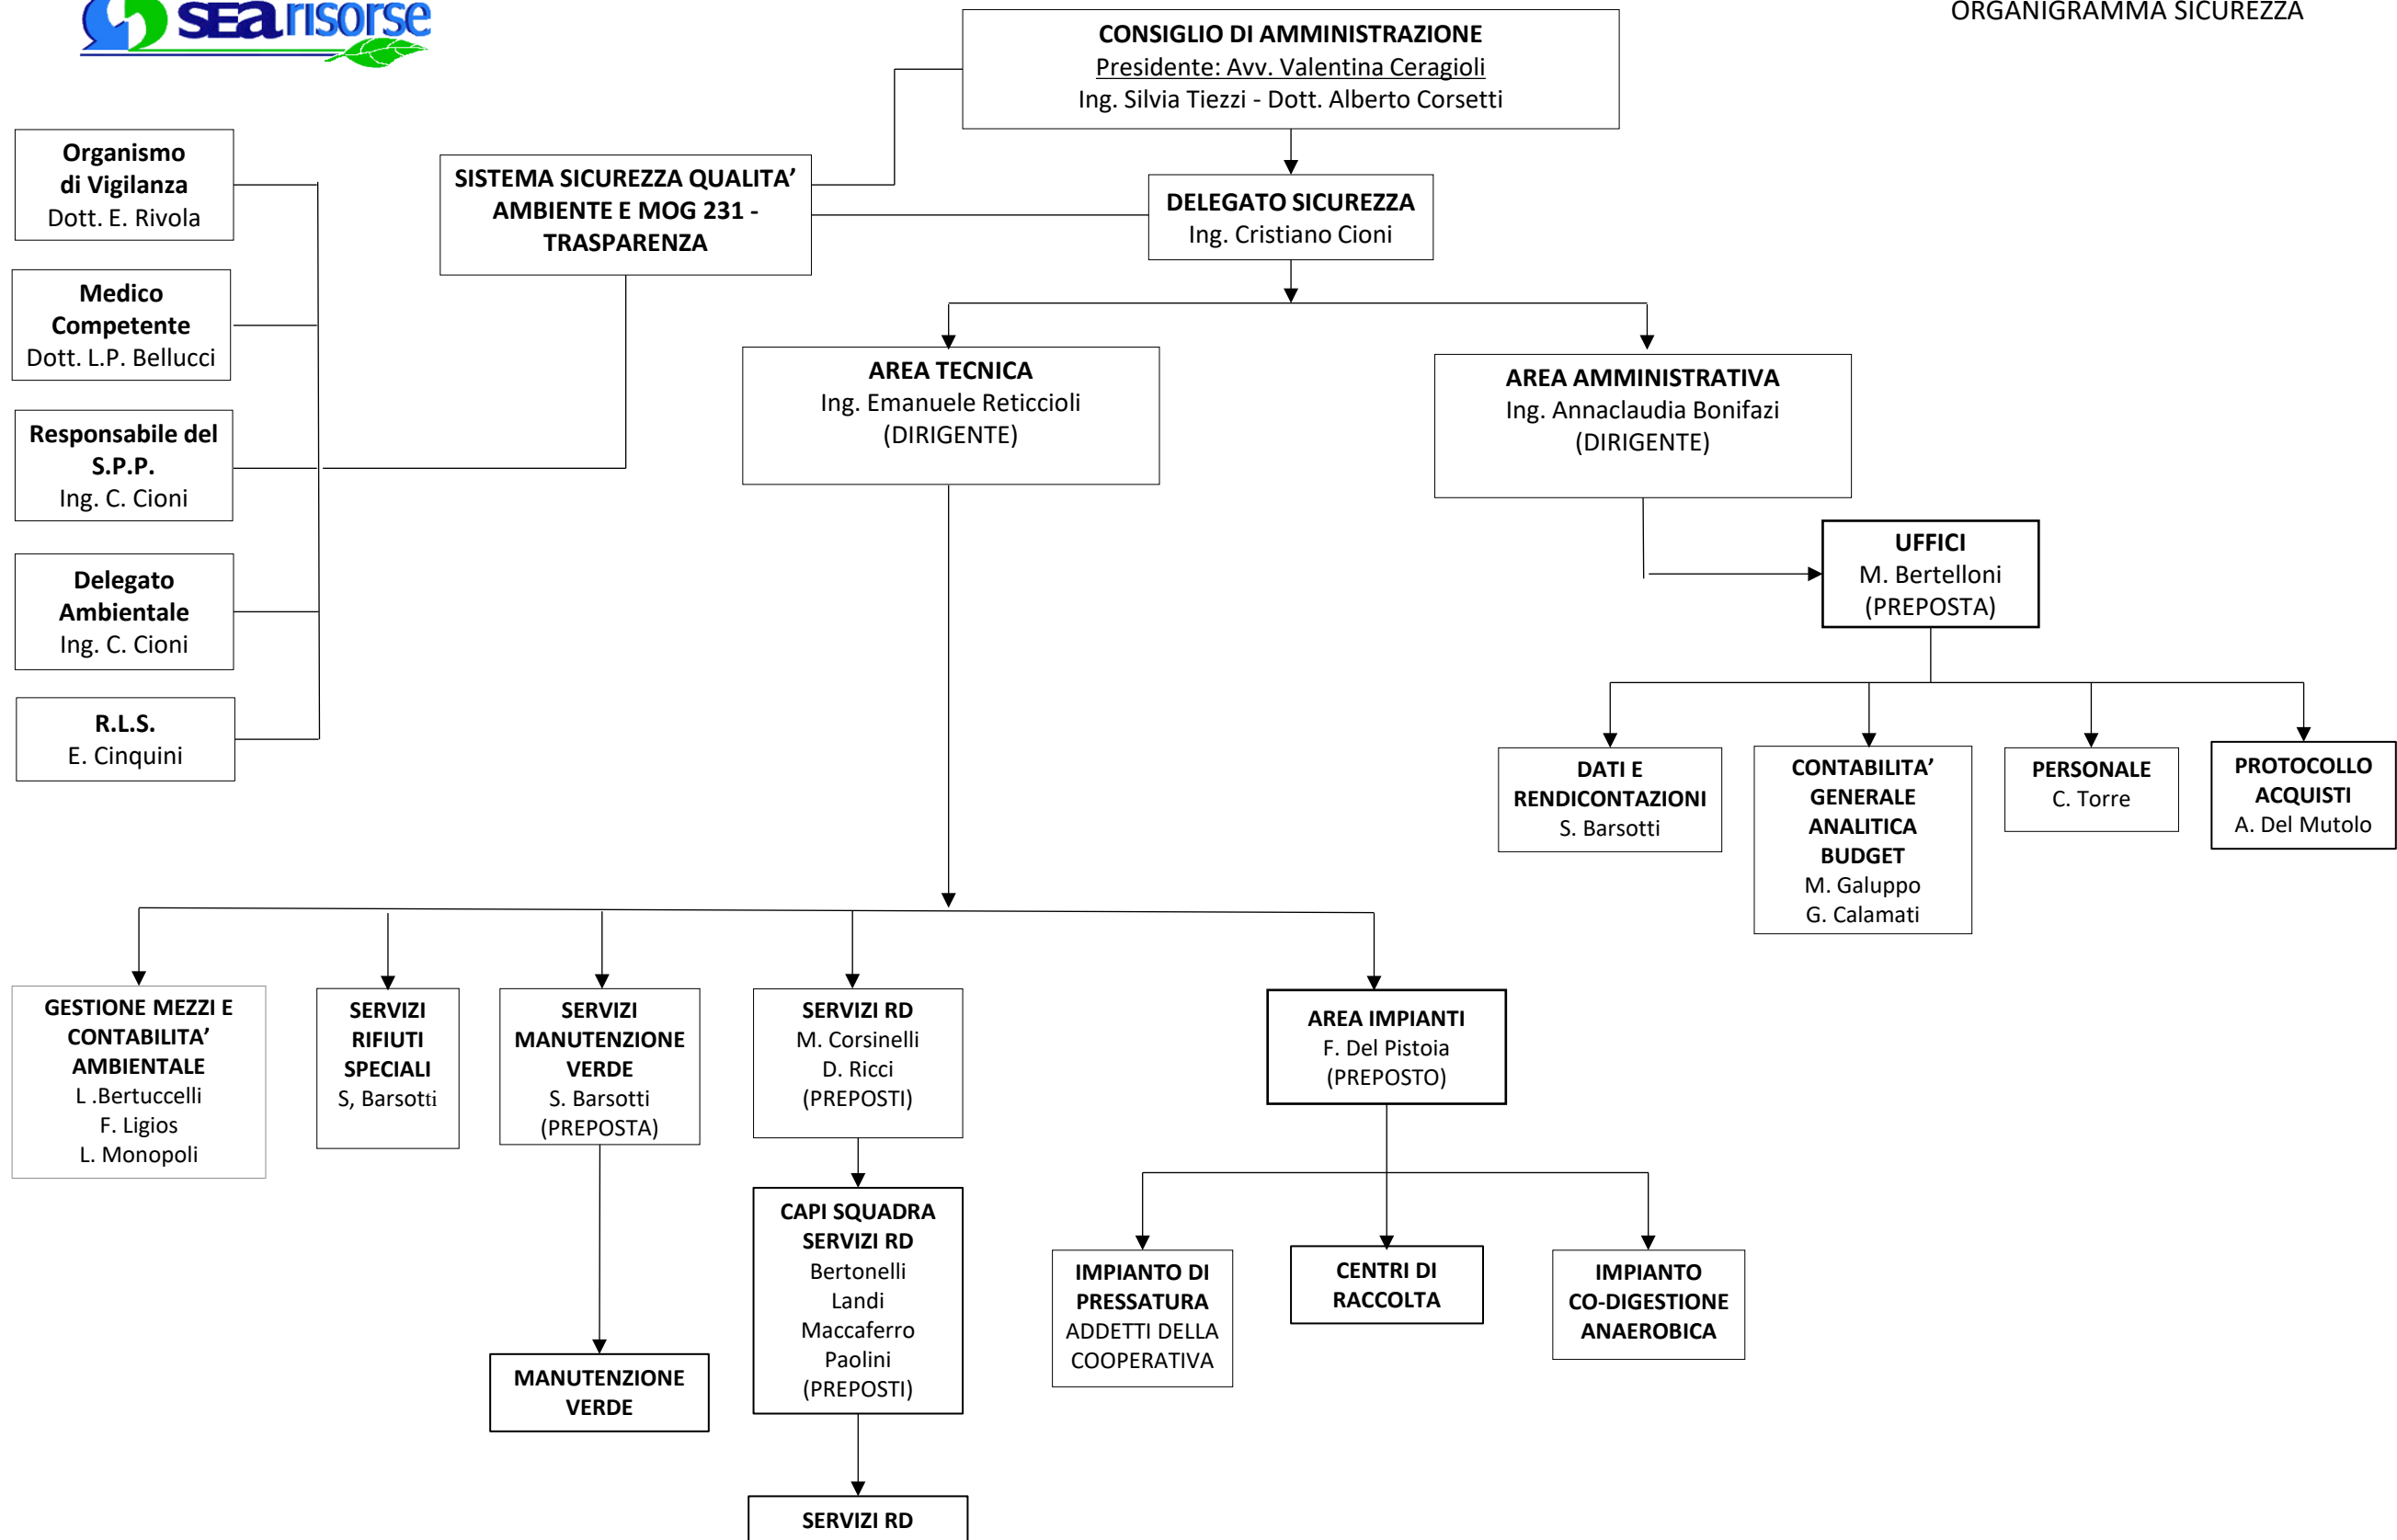 SEA risorse
ORGANIGRAMMA SICUREZZA
CONSIGLIO DI AMMINISTRAZIONE
Presidente: Avv. Valentina Ceragioli
Ing. Silvia Tiezzi - Dott. Alberto Corsetti
Organismo
di Vigilanza
Dott. E. Rivola
SISTEMA SICUREZZA QUALITA’
AMBIENTE E MOG 231 -
TRASPARENZA
DELEGATO SICUREZZA
Ing. Cristiano Cioni
Medico
Competente
Dott. L.P. Bellucci
AREA TECNICA
Ing. Emanuele Reticcioli
(DIRIGENTE)
AREA AMMINISTRATIVA
Ing. Annaclaudia Bonifazi
(DIRIGENTE)
Responsabile del
S.P.P.
Ing. C. Cioni
UFFICI
M. Bertelloni
(PREPOSTA)
Delegato
Ambientale
Ing. C. Cioni
R.L.S.
E. Cinquini
DATI E
RENDICONTAZIONI
S. Barsotti
CONTABILITA’
GENERALE
ANALITICA
BUDGET
M. Galuppo
G. Calamati
PERSONALE
C. Torre
PROTOCOLLO
ACQUISTI
A. Del Mutolo
GESTIONE MEZZI E
CONTABILITA’
AMBIENTALE
L .Bertuccelli
F. Ligios
L. Monopoli
SERVIZI
RIFIUTI
SPECIALI
S, Barsotti
SERVIZI
MANUTENZIONE
VERDE
S. Barsotti
(PREPOSTA)
SERVIZI RD
M. Corsinelli
D. Ricci
(PREPOSTI)
AREA IMPIANTI
F. Del Pistoia
(PREPOSTO)
CAPI SQUADRA
SERVIZI RD
Bertonelli
Landi
Maccaferro
Paolini
(PREPOSTI)
IMPIANTO DI
PRESSATURA
ADDETTI DELLA
COOPERATIVA
CENTRI DI
RACCOLTA
IMPIANTO
CO-DIGESTIONE
ANAEROBICA
MANUTENZIONE
VERDE
SERVIZI RD